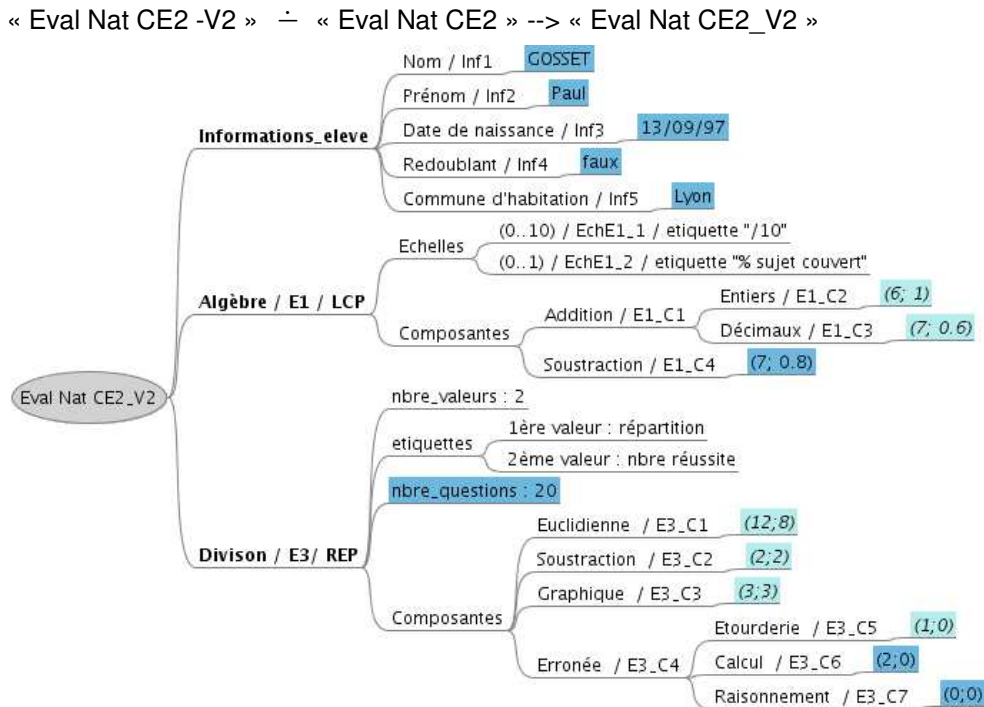 « Eval Nat CE2 -V2 » ∸ « Eval Nat CE2 » --> « Eval Nat CE2_V2 »
Nom / Inf1 GOSSET
Prénom / Inf2 Paul
Informations_eleve
Date de naissance / Inf3 13/09/97
Redoublant / Inf4 faux
Commune d'habitation / Inf5 Lyon
Echelles
(0..10) / EchE1_1 / etiquette "/10"
(0..1) / EchE1_2 / etiquette "% sujet couvert"
Algèbre / E1 / LCP
Composantes
Addition / E1_C1
Entiers / E1_C2 (6; 1)
Décimaux / E1_C3 (7; 0.6)
Soustraction / E1_C4 (7; 0.8)
Eval Nat CE2_V2
nbre_valeurs : 2
etiquettes
1ère valeur : répartition
2ème valeur : nbre réussite
nbre_questions : 20
Divison / E3/ REP
Composantes
Euclidienne / E3_C1 (12;8)
Soustraction / E3_C2 (2;2)
Graphique / E3_C3 (3;3)
Erronée / E3_C4
Etourderie / E3_C5 (1;0)
Calcul / E3_C6 (2;0)
Raisonnement / E3_C7 (0;0)